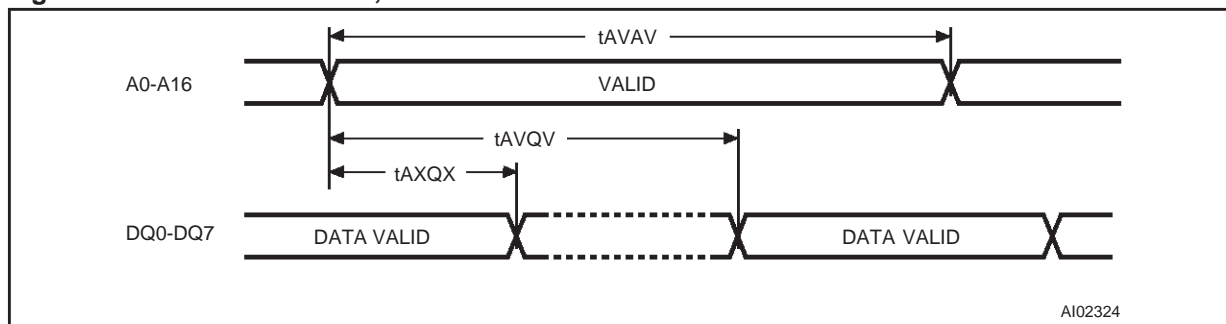 tAVAV
A0-A16
VALID
tAVQV
tAXQX
DQ0-DQ7
DATA VALID
DATA VALID
AI02324